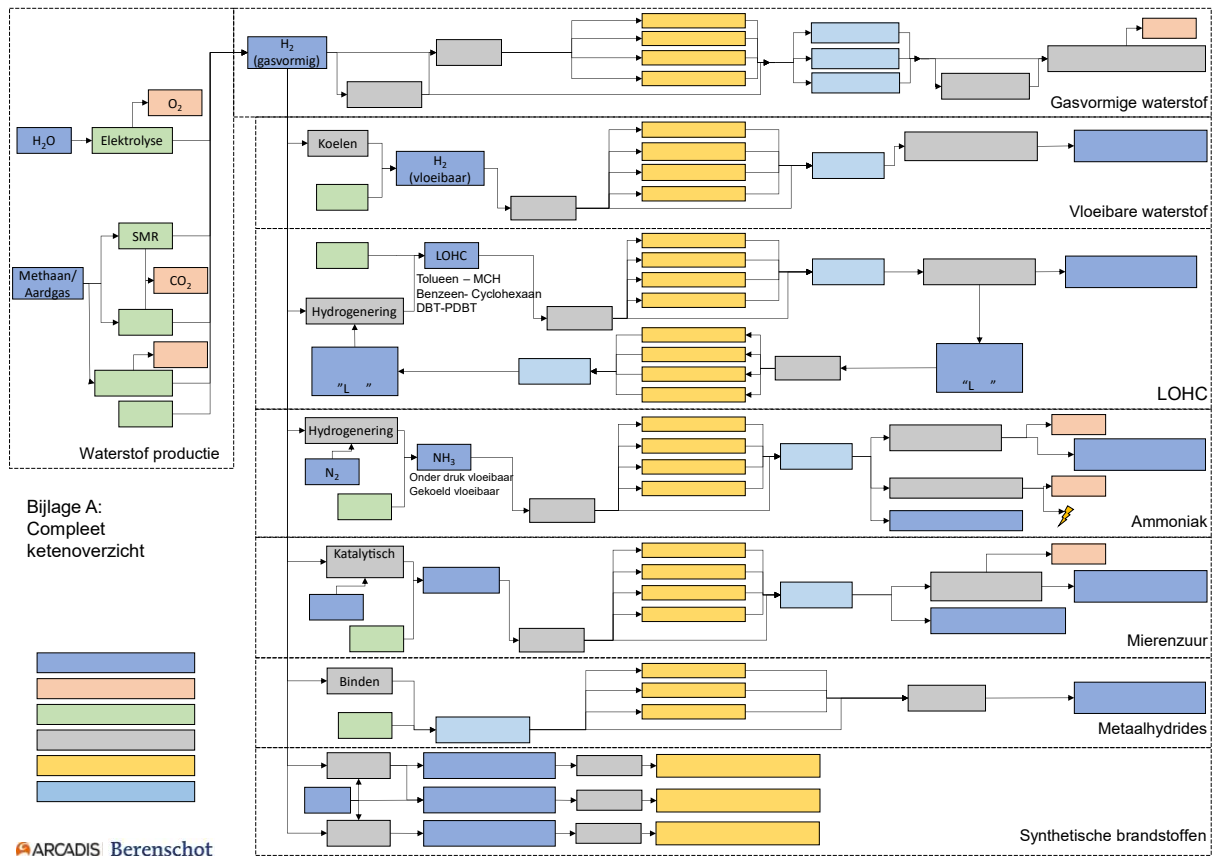 H2
(gasvormig)
Gasvormige waterstof
O2
H2O
Elektrolyse
SMR
Methaan/
Aardgas
CO2
Waterstof productie
Koelen
H2
(vloeibaar)
Vloeibare waterstof
LOHC
Tolueen – MCH
Benzeen- Cyclohexaan
DBT-PDBT
Hydrogenering
"L "
"L "
LOHC
Hydrogenering
N2
NH3
Onder druk vloeibaar
Gekoeld vloeibaar
Ammoniak
Bijlage A:
Compleet
ketenoverzicht
Katalytisch
Mierenzuur
Binden
Metaalhydrides
Synthetische brandstoffen
ARCADIS Berenschot